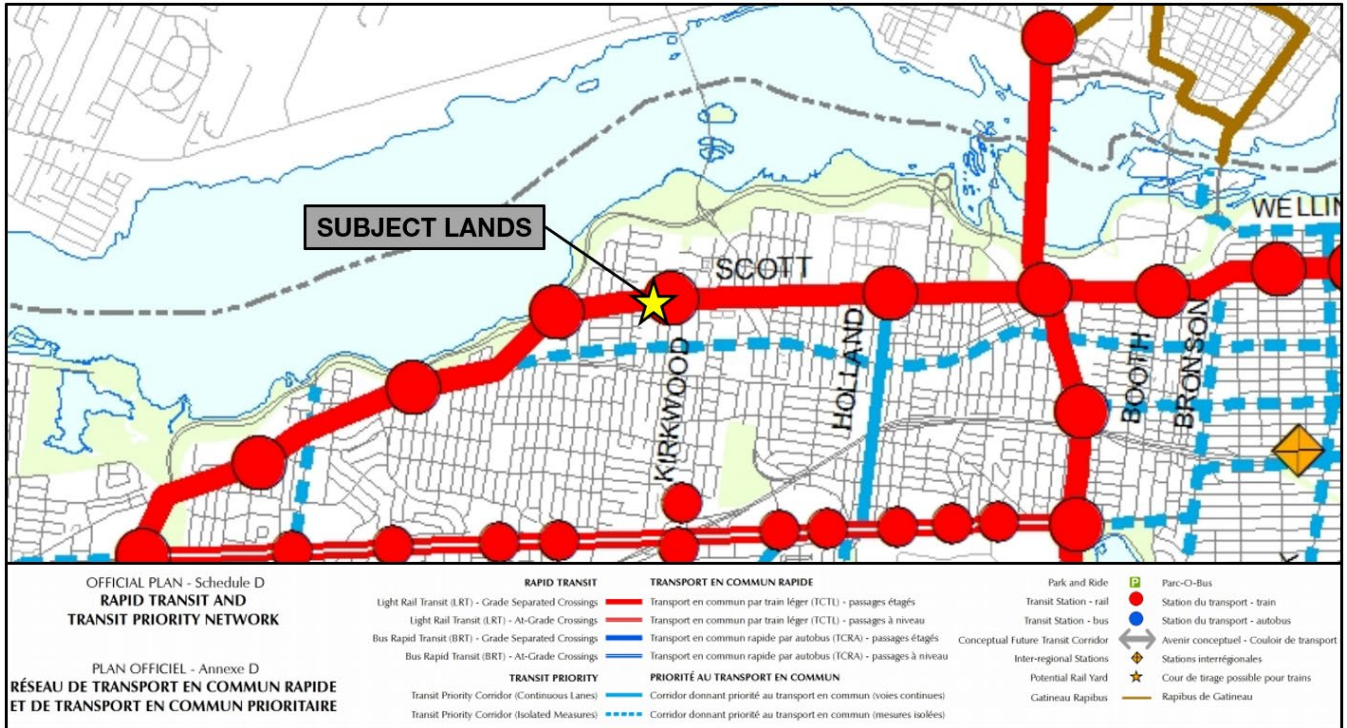 WELLIN
SUBJECT LANDS
SCOTT
KIRKWOOD
HOLLAND
BOOTH
BRONSON
OFFICIAL PLAN - Schedule D
RAPID TRANSIT AND
TRANSIT PRIORITY NETWORK
PLAN OFFICIEL - Annexe D
RÉSEAU DE TRANSPORT EN COMMUN RAPIDE
ET DE TRANSPORT EN COMMUN PRIORITAIRE
RAPID TRANSIT TRANSPORT EN COMMUN RAPIDE
Light Rail Transit (LRT) - Grade Separated Crossings Transport en commun par train léger (TCTL) - passages étagés
Light Rail Transit (LRT) - At-Grade Crossings Transport en commun par train léger (TCTL) - passages à niveau
Bus Rapid Transit (BRT) - Grade Separated Crossings Transport en commun rapide par autobus (TCRA) - passages étagés
Bus Rapid Transit (BRT) - At-Grade Crossings Transport en commun rapide par autobus (TCRA) - passages à niveau
TRANSIT PRIORITY PRIORITÉ AU TRANSPORT EN COMMUN
Transit Priority Corridor (Continuous Lanes) Corridor donnant priorité au transport en commun (voies continues)
Transit Priority Corridor (Isolated Measures) Corridor donnant priorité au transport en commun (mesures isolées)
Park and Ride P Parc-O-Bus
Transit Station - rail Station du transport - train
Transit Station - bus Station du transport - autobus
Conceptual Future Transit Corridor Avenir conceptuel - Couloir de transport
Inter-regional Stations Stations interrégionales
Potential Rail Yard Cour de tirage possible pour trains
Gatineau Rapibus Rapibus de Gatineau